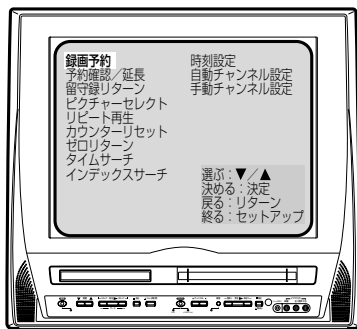 録画予約
予約確認／延長
留守録リターン
ピクチャーセレクト
リピート再生
カウンターリセット
ゼロリターン
タイムサーチ
インデックスサーチ
時刻設定
自動チャンネル設定
手動チャンネル設定
選ぶ：▼／▲
決める：決定
戻る：リターン
終る：セットアップ